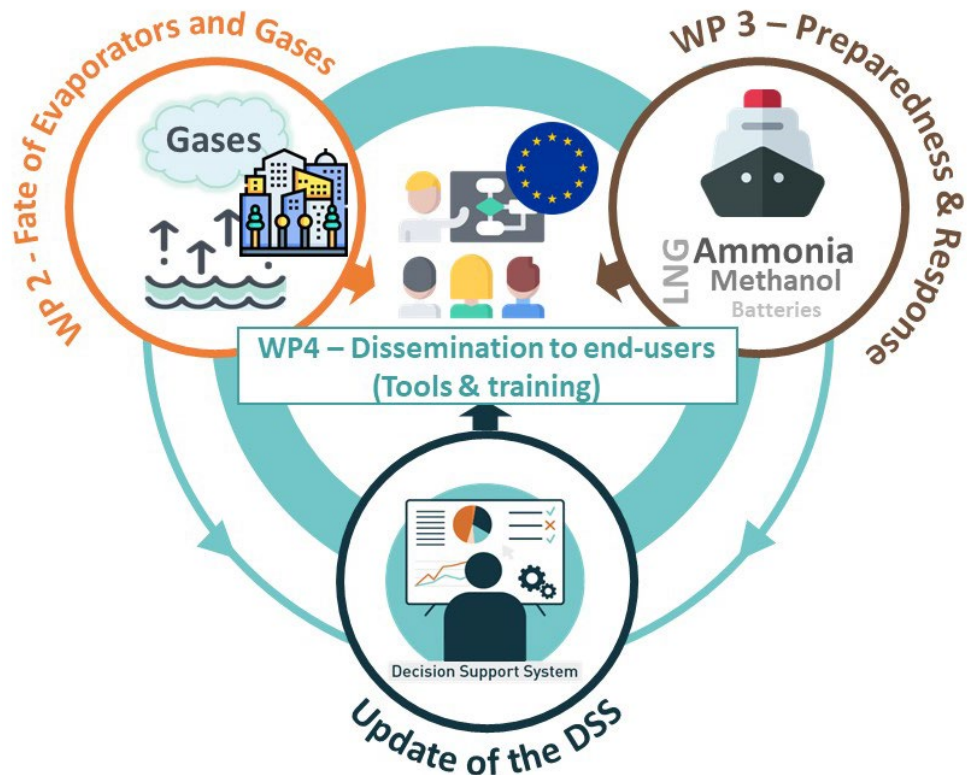 WP 2 - Fate of Evaporators and Gases
Gases
WP 3 – Preparedness & Response
LNG
Ammonia
Methanol
Batteries
WP4 – Dissemination to end-users
(Tools & training)
Decision Support System
Update of the DSS